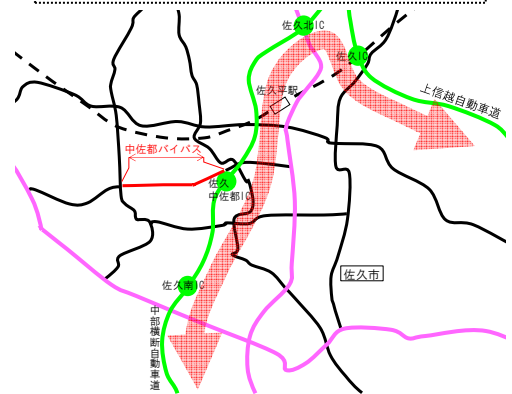 佐久北IC
佐久IC
佐久平駅
上信越自動車道
中佐都バイパス
佐久
中佐都IC
佐久市
佐久南IC
中部横断自動車道